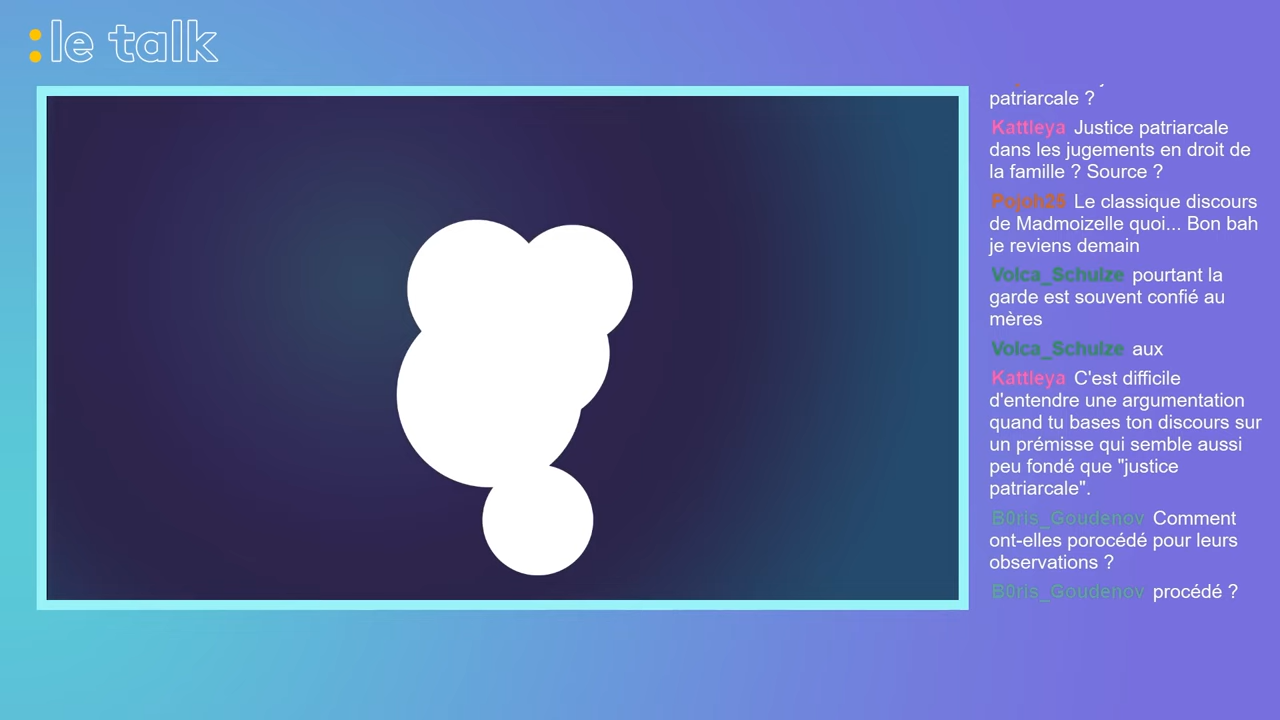 :le talk
patriarcale ?
Kattleya Justice patriarcale
dans les jugements en droit de
la famille ? Source ?
Pojoh25 Le classique discours
de Madmoizelle quoi... Bon bah
je reviens demain
Volca_Schulze pourtant la
garde est souvent confié au
mères
Volca_Schulze aux
Kattleya C'est difficile
d'entendre une argumentation
quand tu bases ton discours sur
un prémisse qui semble aussi
peu fondé que "justice
patriarcale".
B0ris_Goudenov Comment
ont-elles porocédé pour leurs
observations ?
B0ris_Goudenov procédé ?